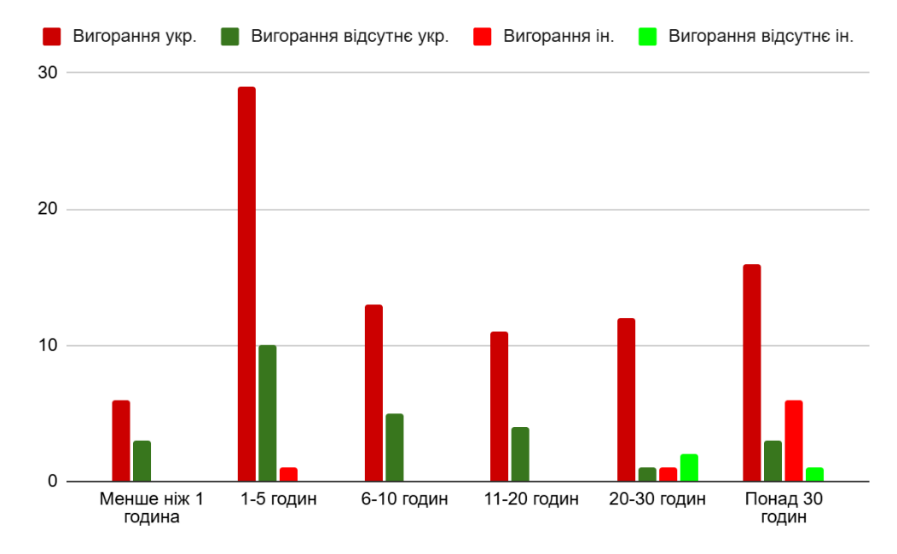 Вигорання укр. Вигорання відсутнє укр. Вигорання ін. Вигорання відсутнє ін.
30
20
10
0
Менше ніж 1 година 1-5 годин 6-10 годин 11-20 годин 20-30 годин Понад 30 годин